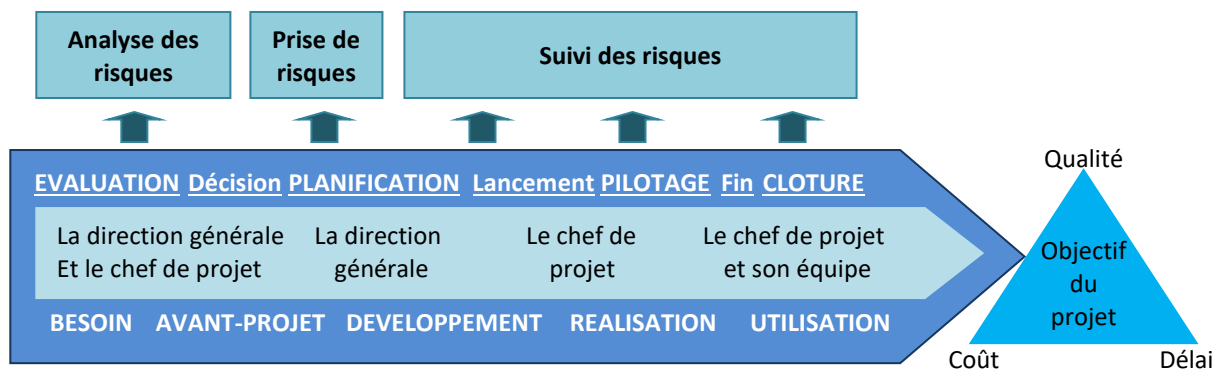 Analyse des
risques
Prise de
risques
Suivi des risques
EVALUATION Décision PLANIFICATION Lancement PILOTAGE Fin CLOTURE
La direction générale
Et le chef de projet
La direction
générale
Le chef de
projet
Le chef de projet
et son équipe
BESOIN AVANT-PROJET DEVELOPPEMENT REALISATION UTILISATION
Qualité
Objectif
du
projet
Coût
Délai